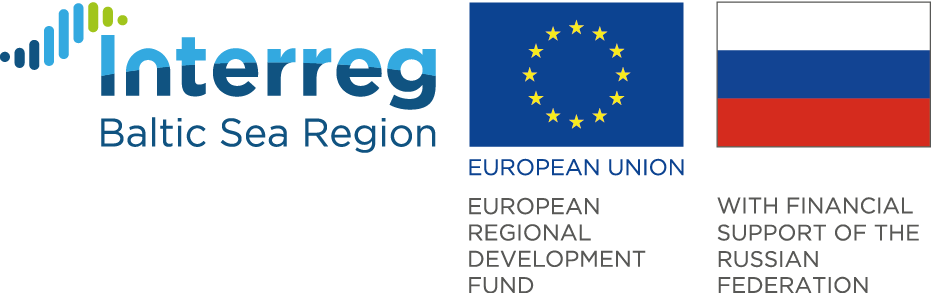 Interreg
Baltic Sea Region
EUROPEAN UNION
EUROPEAN
REGIONAL
DEVELOPMENT
FUND
WITH FINANCIAL
SUPPORT OF THE
RUSSIAN
FEDERATION